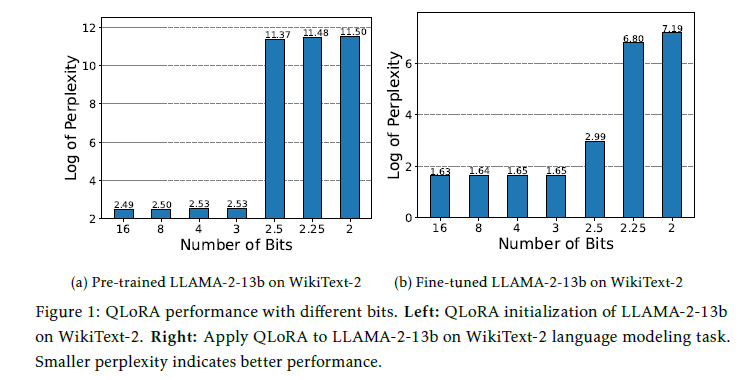 12
10
8
6
4
2
Log of Perplexity
2.49 2.50 2.53 2.53 11.37 11.48 11.50
16 8 4 3 2.5 2.25 2
Number of Bits
6
4
2
0
Log of Perplexity
1.63 1.64 1.65 1.65 2.99 6.80 7.19
16 8 4 3 2.5 2.25 2
Number of Bits
(a) Pre-trained LLAMA-2-13b on WikiText-2
(b) Fine-tuned LLAMA-2-13b on WikiText-2
Figure 1: QLoRA performance with different bits. Left: QLoRA initialization of LLAMA-2-13b
on WikiText-2. Right: Apply QLoRA to LLAMA-2-13b on WikiText-2 language modeling task.
Smaller perplexity indicates better performance.